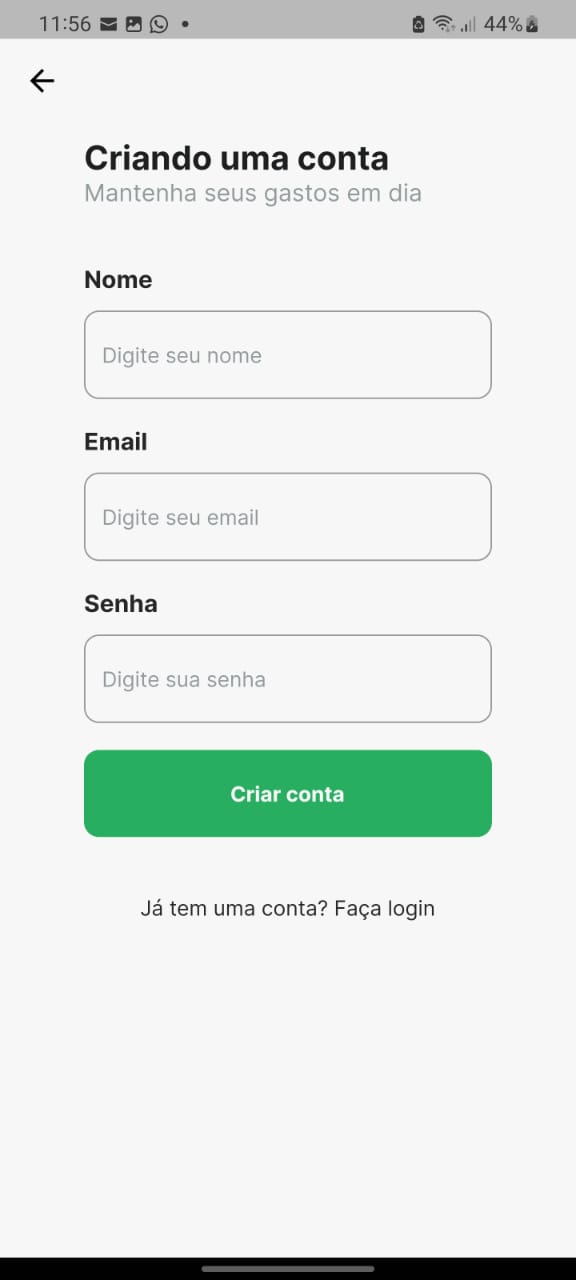 11:56
44%
Criando uma conta
Mantenha seus gastos em dia
Nome
Digite seu nome
Email
Digite seu email
Senha
Digite sua senha
Criar conta
Já tem uma conta? Faça login